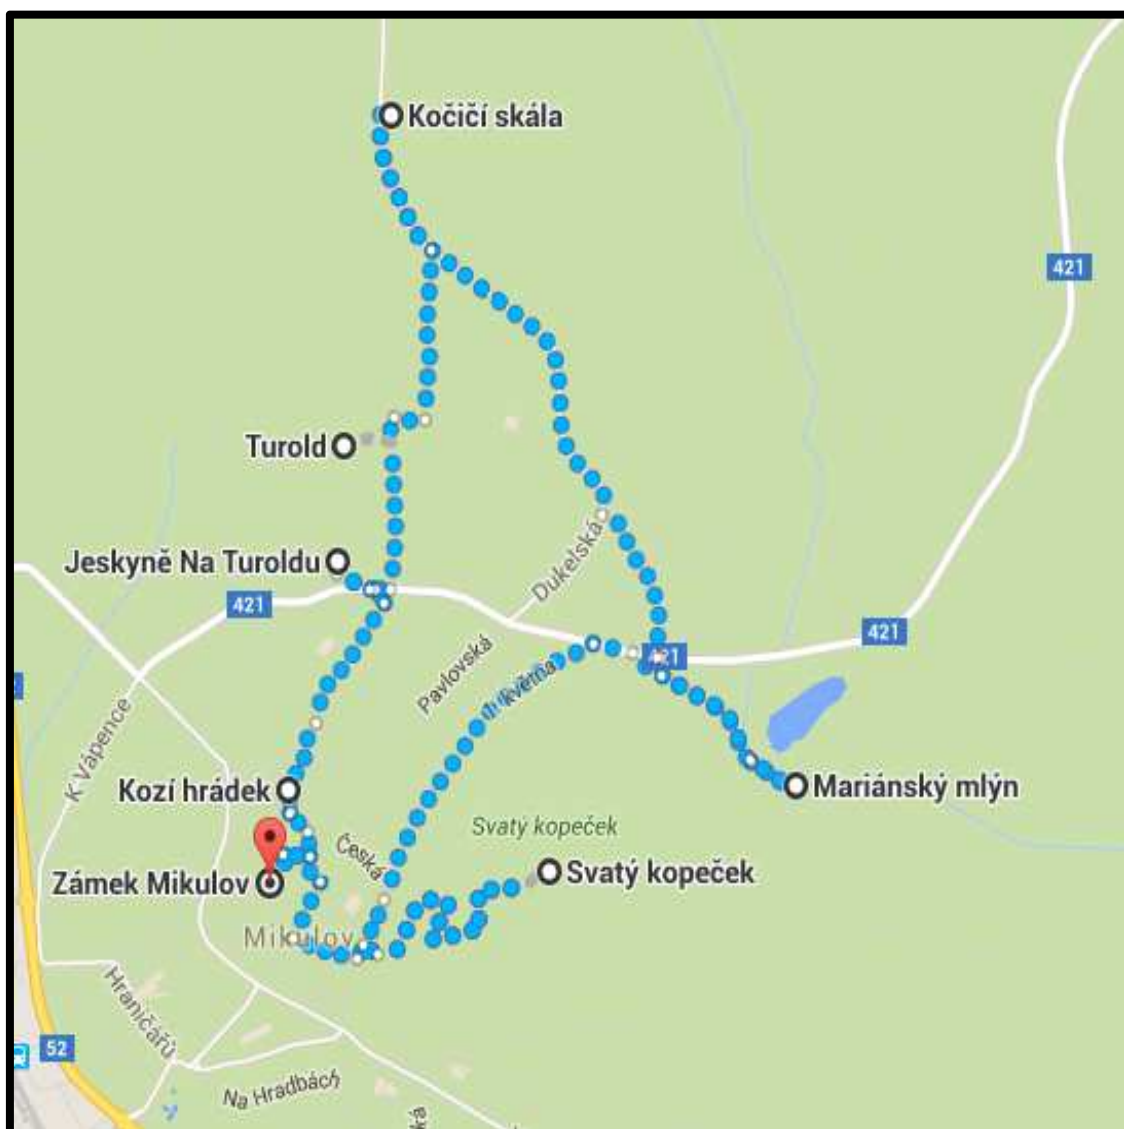 Kočičí skála
421
Turold
Dukelská
Jeskyně Na Turoldu
421
421
421
Pavlovská
května
K Vápence
Kozí hrádek
Mariánský mlýn
Svatý kopeček
Česká
Svatý kopeček
Zámek Mikulov
Mikulov
Hraničářů
52
Na Hradbách